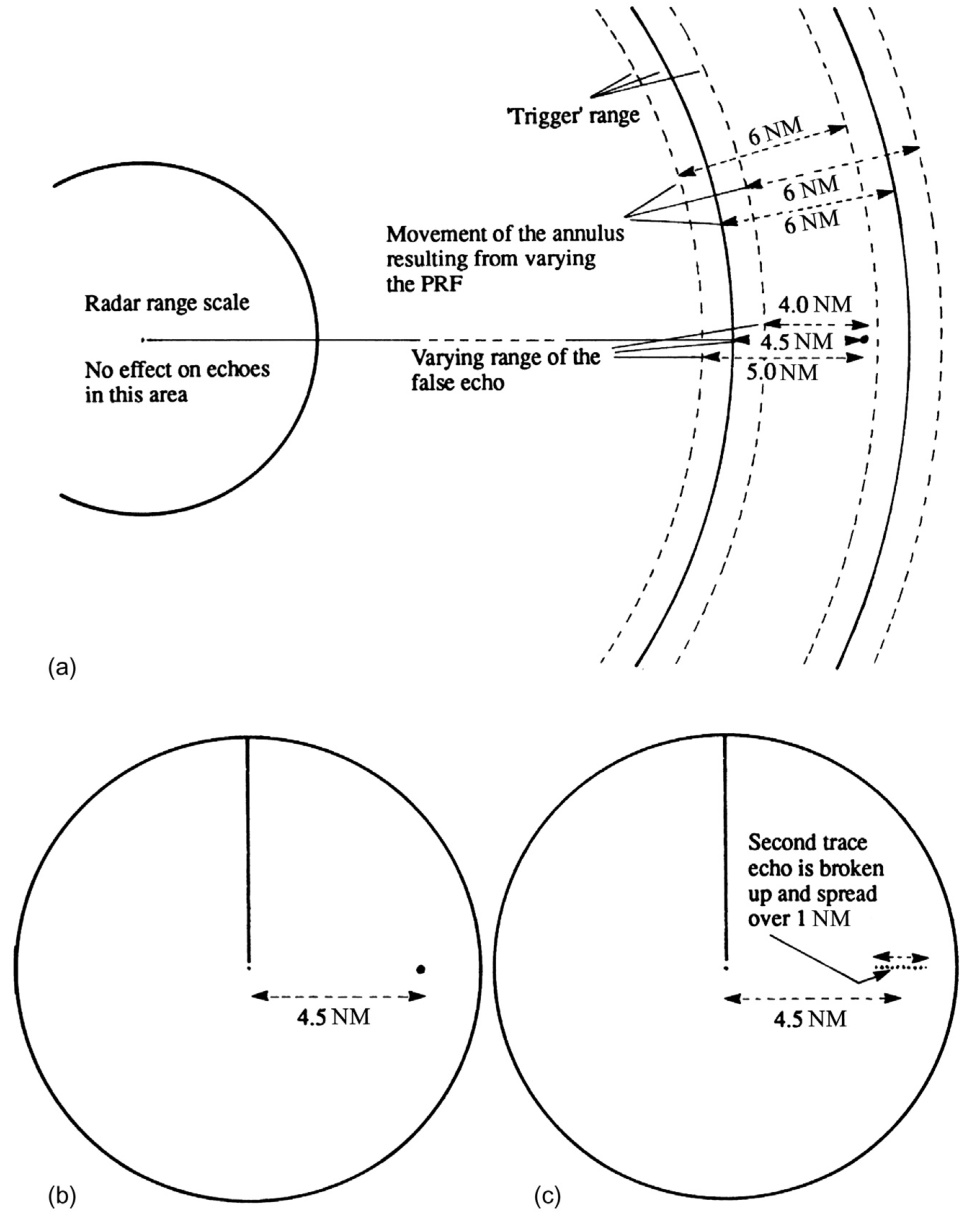 'Trigger' range
6 NM
6 NM
6 NM
Movement of the annulus
resulting from varying
the PRF
Radar range scale
No effect on echoes
in this area
4.0 NM
4.5 NM
5.0 NM
Varying range of the
false echo
(a)
4.5 NM
(b)
Second trace
echo is broken
up and spread
over 1 NM
4.5 NM
(c)